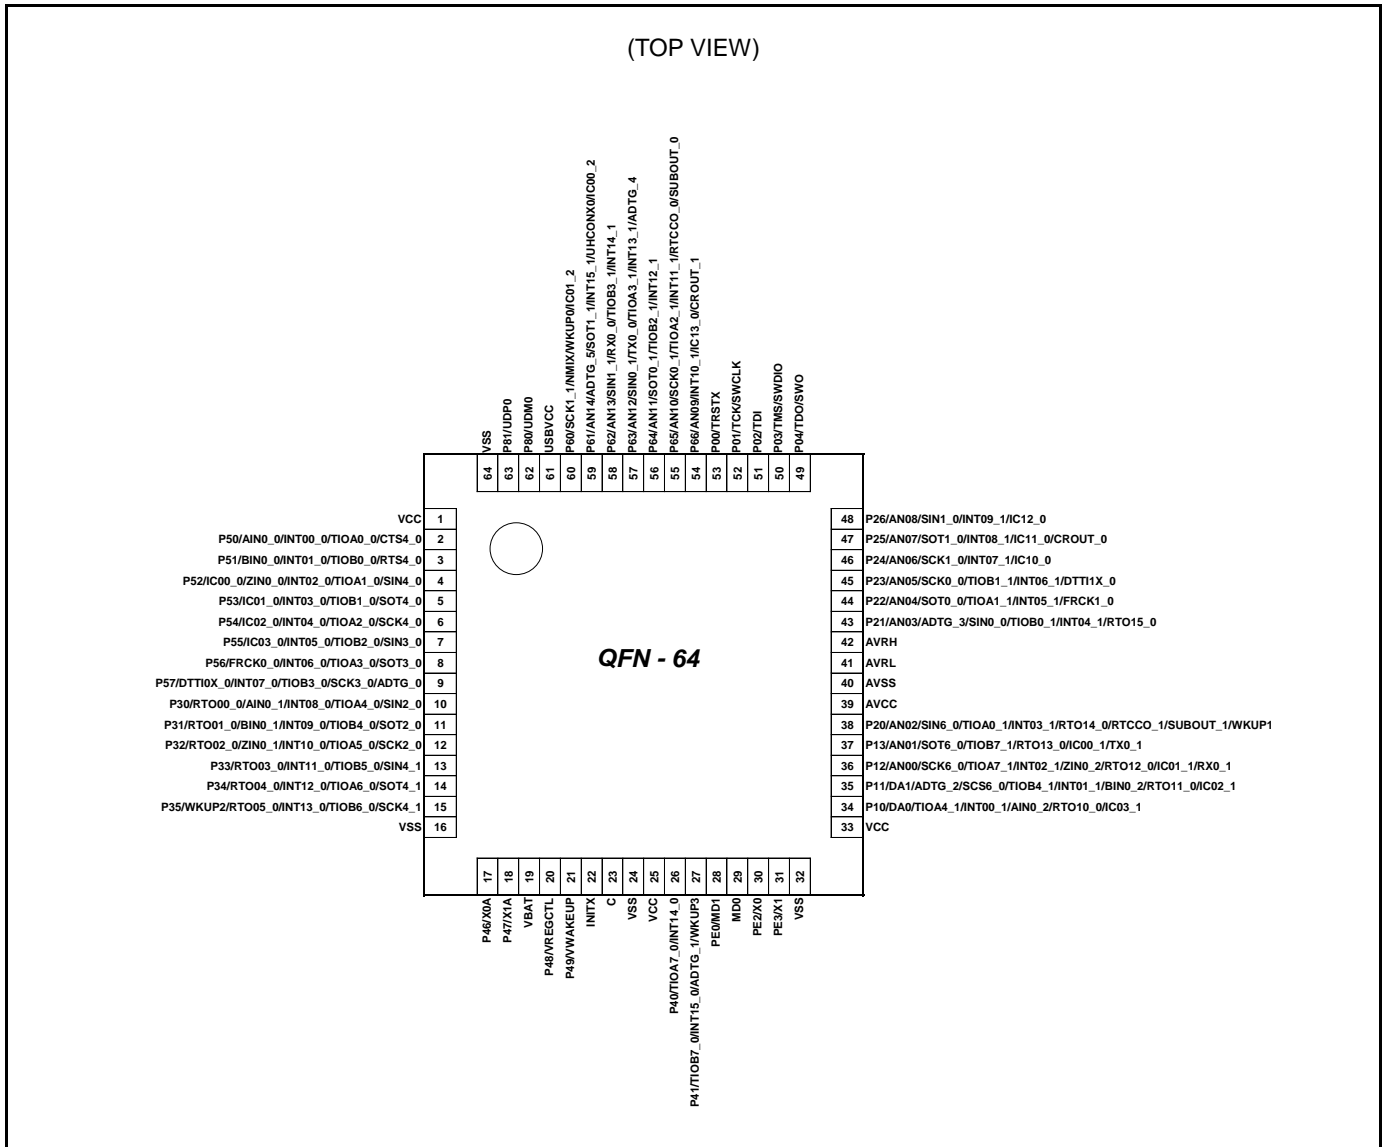 (TOP VIEW)
VSS
P81/UDP0
P80/UDM0
USBVCC
P60/SCK1_1/NMIX/WKUP0/IC01_2
P61/AN14/ADTG_5/SOT1_1/INT15_1/UHCONX0/IC00_2
P62/AN13/SIN1_1/RX0_0/TIOB3_1/INT14_1
P63/AN12/SIN0_1/TX0_0/TIOA3_1/INT13_1/ADTG_4
P64/AN11/SOT0_1/TIOB2_1/INT12_1
P65/AN10/SCK0_1/TIOA2_1/INT11_1/RTCCO_0/SUBOUT_0
P66/AN09/INT10_1/IC13_0/CROUT_1
P00/TRSTX
P01/TCK/SWCLK
P02/TDI
P03/TMS/SWDIO
P04/TDO/SWO
64 63 62 61 60 59 58 57 56 55 54 53 52 51 50 49
VCC 1
P50/AIN0_0/INT00_0/TIOA0_0/CTS4_0 2
P51/BIN0_0/INT01_0/TIOB0_0/RTS4_0 3
P52/IC00_0/ZIN0_0/INT02_0/TIOA1_0/SIN4_0 4
P53/IC01_0/INT03_0/TIOB1_0/SOT4_0 5
P54/IC02_0/INT04_0/TIOA2_0/SCK4_0 6
P55/IC03_0/INT05_0/TIOB2_0/SIN3_0 7
P56/FRCK0_0/INT06_0/TIOA3_0/SOT3_0 8
P57/DTTI0X_0/INT07_0/TIOB3_0/SCK3_0/ADTG_0 9
P30/RTO00_0/AIN0_1/INT08_0/TIOA4_0/SIN2_0 10
P31/RTO01_0/BIN0_1/INT09_0/TIOB4_0/SOT2_0 11
P32/RTO02_0/ZIN0_1/INT10_0/TIOA5_0/SCK2_0 12
P33/RTO03_0/INT11_0/TIOB5_0/SIN4_1 13
P34/RTO04_0/INT12_0/TIOA6_0/SOT4_1 14
P35/WKUP2/RTO05_0/INT13_0/TIOB6_0/SCK4_1 15
VSS 16
QFN - 64
48 P26/AN08/SIN1_0/INT09_1/IC12_0
47 P25/AN07/SOT1_0/INT08_1/IC11_0/CROUT_0
46 P24/AN06/SCK1_0/INT07_1/IC10_0
45 P23/AN05/SCK0_0/TIOB1_1/INT06_1/DTTI1X_0
44 P22/AN04/SOT0_0/TIOA1_1/INT05_1/FRCK1_0
43 P21/AN03/ADTG_3/SIN0_0/TIOB0_1/INT04_1/RTO15_0
42 AVRH
41 AVRL
40 AVSS
39 AVCC
38 P20/AN02/SIN6_0/TIOA0_1/INT03_1/RTO14_0/RTCCO_1/SUBOUT_1/WKUP1
37 P13/AN01/SOT6_0/TIOB7_1/RTO13_0/IC00_1/TX0_1
36 P12/AN00/SCK6_0/TIOA7_1/INT02_1/ZIN0_2/RTO12_0/IC01_1/RX0_1
35 P11/DA1/ADTG_2/SCS6_0/TIOB4_1/INT01_1/BIN0_2/RTO11_0/IC02_1
34 P10/DA0/TIOA4_1/INT00_1/AIN0_2/RTO10_0/IC03_1
33 VCC
17 18 19 20 21 22 23 24 25 26 27 28 29 30 31 32
P46/X0A
P47/X1A
VBAT
P48/VREGCTL
P49/VWAKEUP
INITX
C
VSS
VCC
P40/TIOA7_0/INT14_0
P41/TIOB7_0/INT15_0/ADTG_1/WKUP3
PE0/MD1
MD0
PE2/X0
PE3/X1
VSS